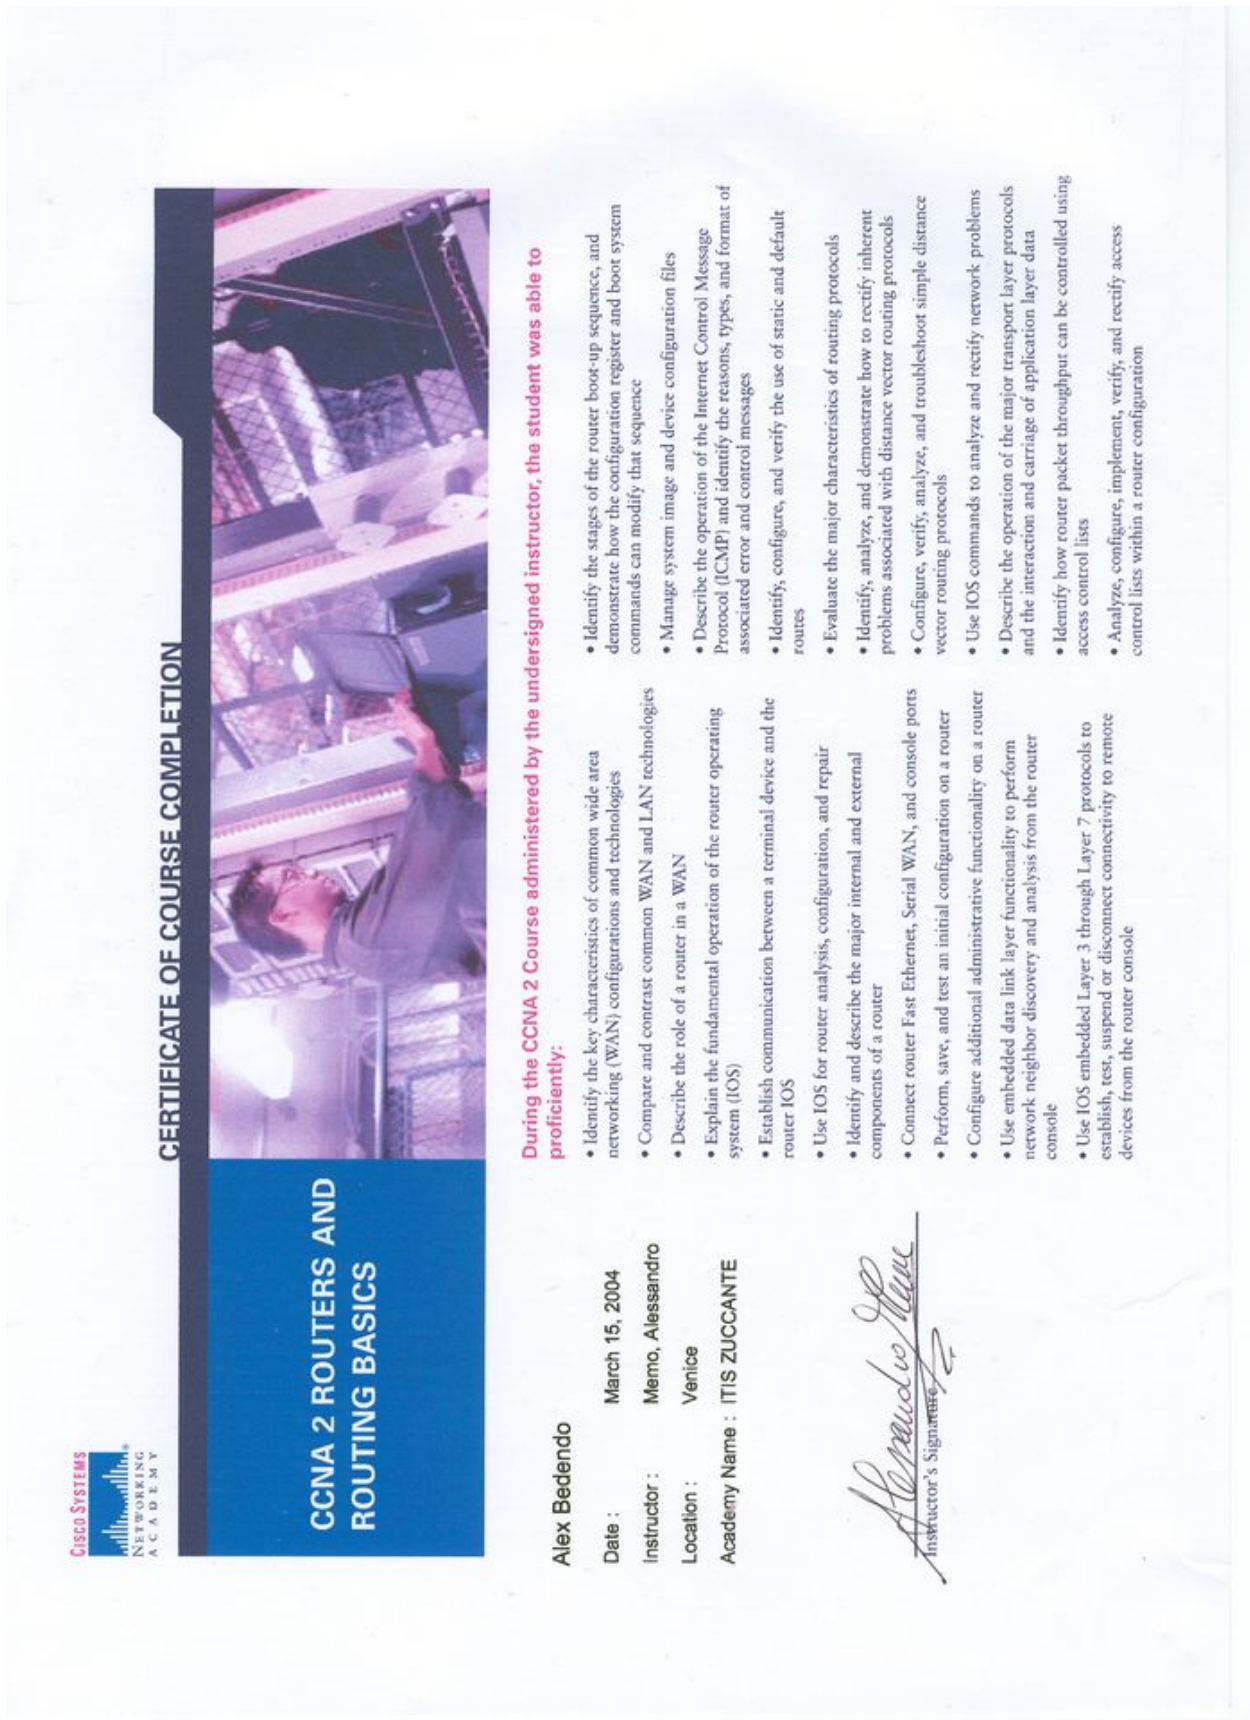 CISCO SYSTEMS
NETWORKING
ACADEMY
CERTIFICATE OF COURSE COMPLETION
CCNA 2 ROUTERS AND
ROUTING BASICS
Alex Bedendo
Date : March 15, 2004
Instructor : Memo, Alessandro
Location : Venice
Academy Name : ITIS ZUCCANTE
Alessandro Memo
Instructor's Signature
During the CCNA 2 Course administered by the undersigned instructor, the student was able to
proficiently:
• Identify the key characteristics of common wide area
networking (WAN) configurations and technologies
• Compare and contrast common WAN and LAN technologies
• Describe the role of a router in a WAN
• Explain the fundamental operation of the router operating
system (IOS)
• Establish communication between a terminal device and the
router IOS
• Use IOS for router analysis, configuration, and repair
• Identify and describe the major internal and external
components of a router
• Connect router Fast Ethernet, Serial WAN, and console ports
• Perform, save, and test an initial configuration on a router
• Configure additional administrative functionality on a router
• Use embedded data link layer functionality to perform
network neighbor discovery and analysis from the router
console
• Use IOS embedded Layer 3 through Layer 7 protocols to
establish, test, suspend or disconnect connectivity to remote
devices from the router console
• Identify the stages of the router boot-up sequence, and
demonstrate how the configuration register and boot system
commands can modify that sequence
• Manage system image and device configuration files
• Describe the operation of the Internet Control Message
Protocol (ICMP) and identify the reasons, types, and format of
associated error and control messages
• Identify, configure, and verify the use of static and default
routes
• Evaluate the major characteristics of routing protocols
• Identify, analyze, and demonstrate how to rectify inherent
problems associated with distance vector routing protocols
• Configure, verify, analyze, and troubleshoot simple distance
vector routing protocols
• Use IOS commands to analyze and rectify network problems
• Describe the operation of the major transport layer protocols
and the interaction and carriage of application layer data
• Identify how router packet throughput can be controlled using
access control lists
• Analyze, configure, implement, verify, and rectify access
control lists within a router configuration